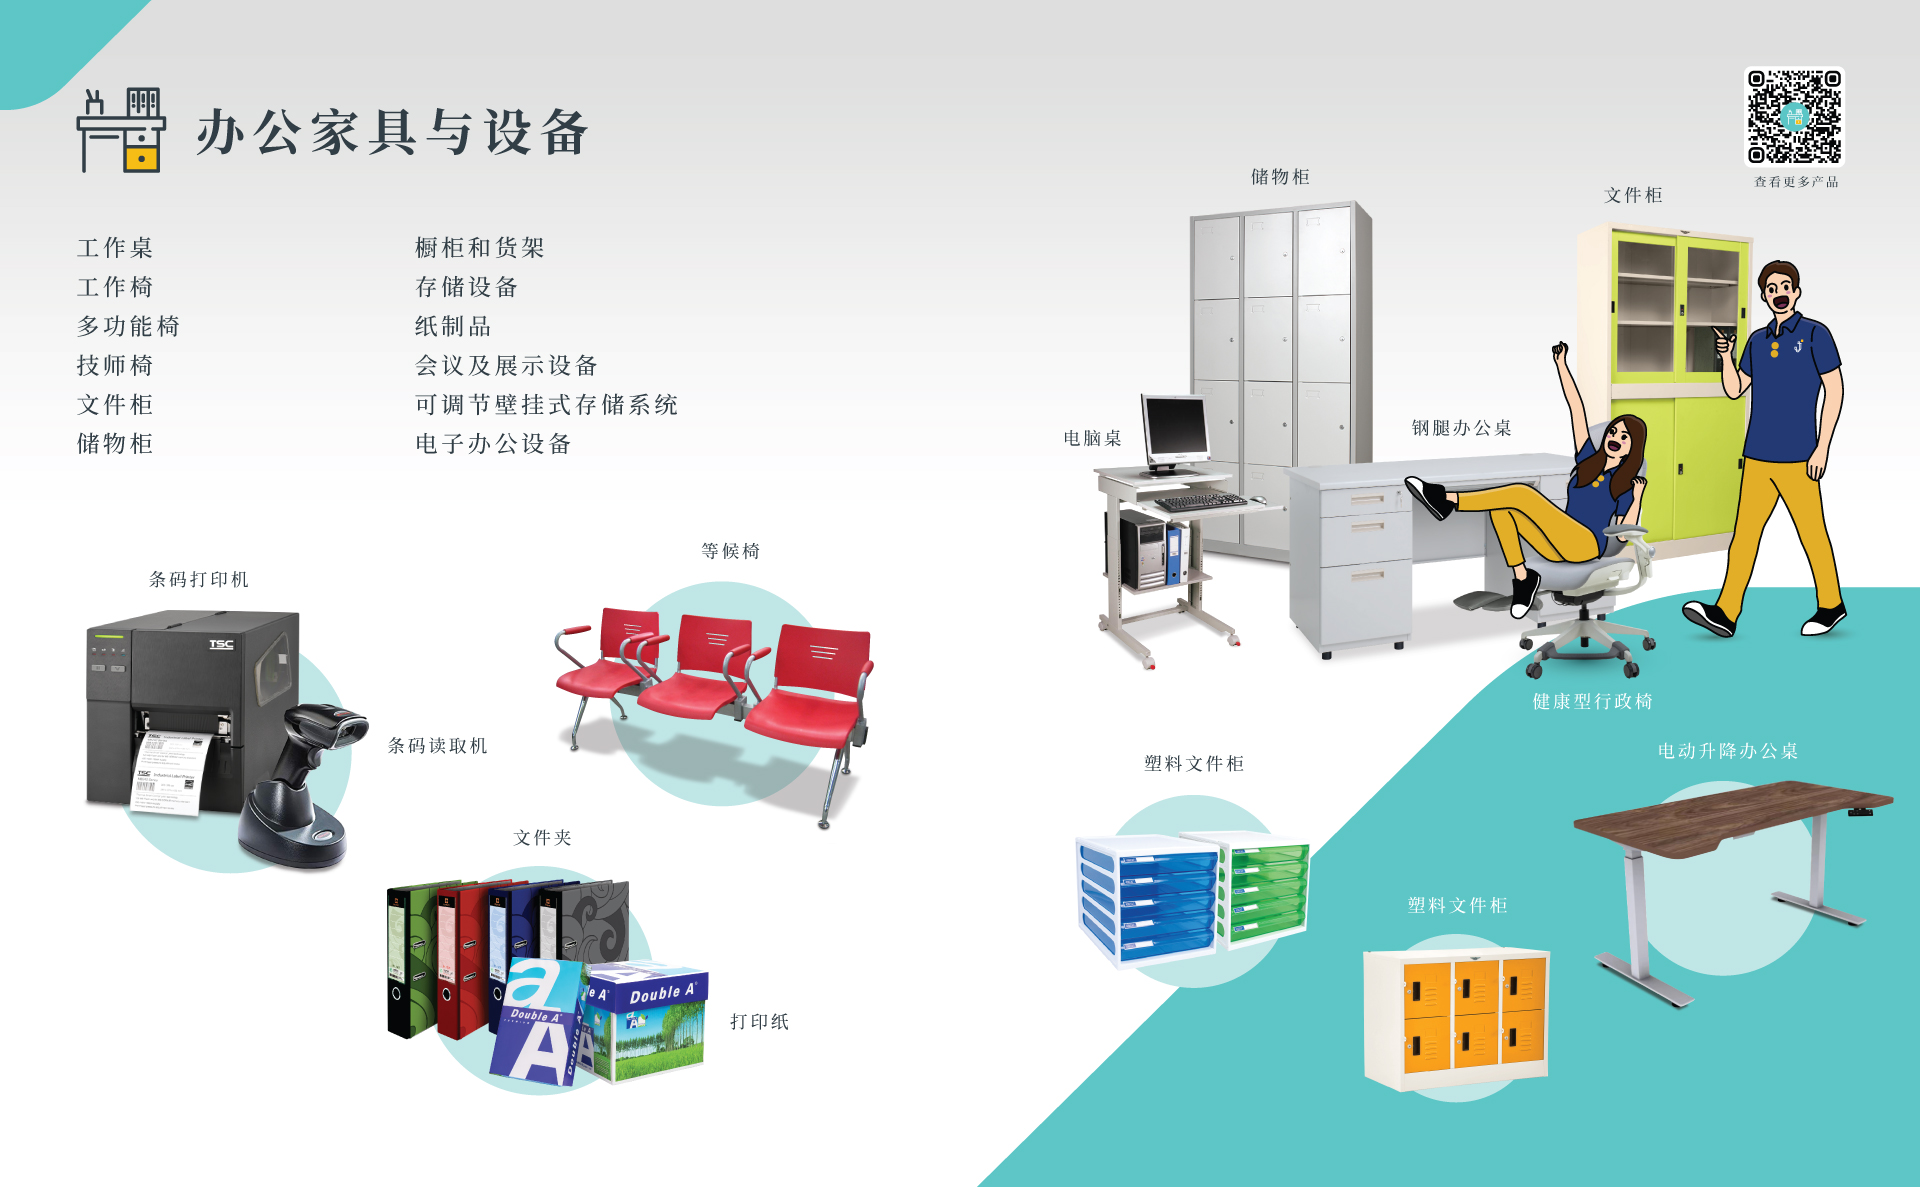 办公家具与设备
查看更多产品
工作桌
工作椅
多功能椅
技师椅
文件柜
储物柜
橱柜和货架
存储设备
纸制品
会议及展示设备
可调节壁挂式存储系统
电子办公设备
储物柜
文件柜
电脑桌
钢腿办公桌
健康型行政椅
条码打印机
TSC
条码读取机
等候椅
文件夹
Double A
Double A
Double A
打印纸
塑料文件柜
塑料文件柜
电动升降办公桌